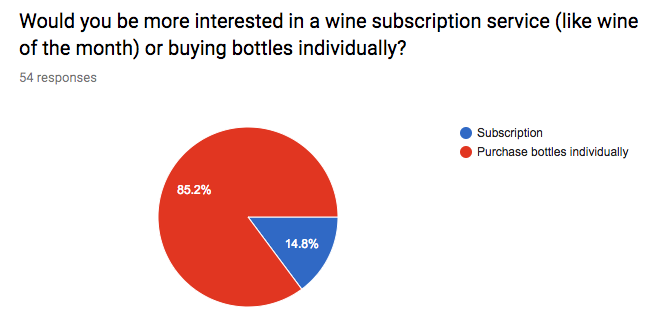 Would you be more interested in a wine subscription service (like wine
of the month) or buying bottles individually?
54 responses
Subscription
Purchase bottles individually
85.2%
14.8%